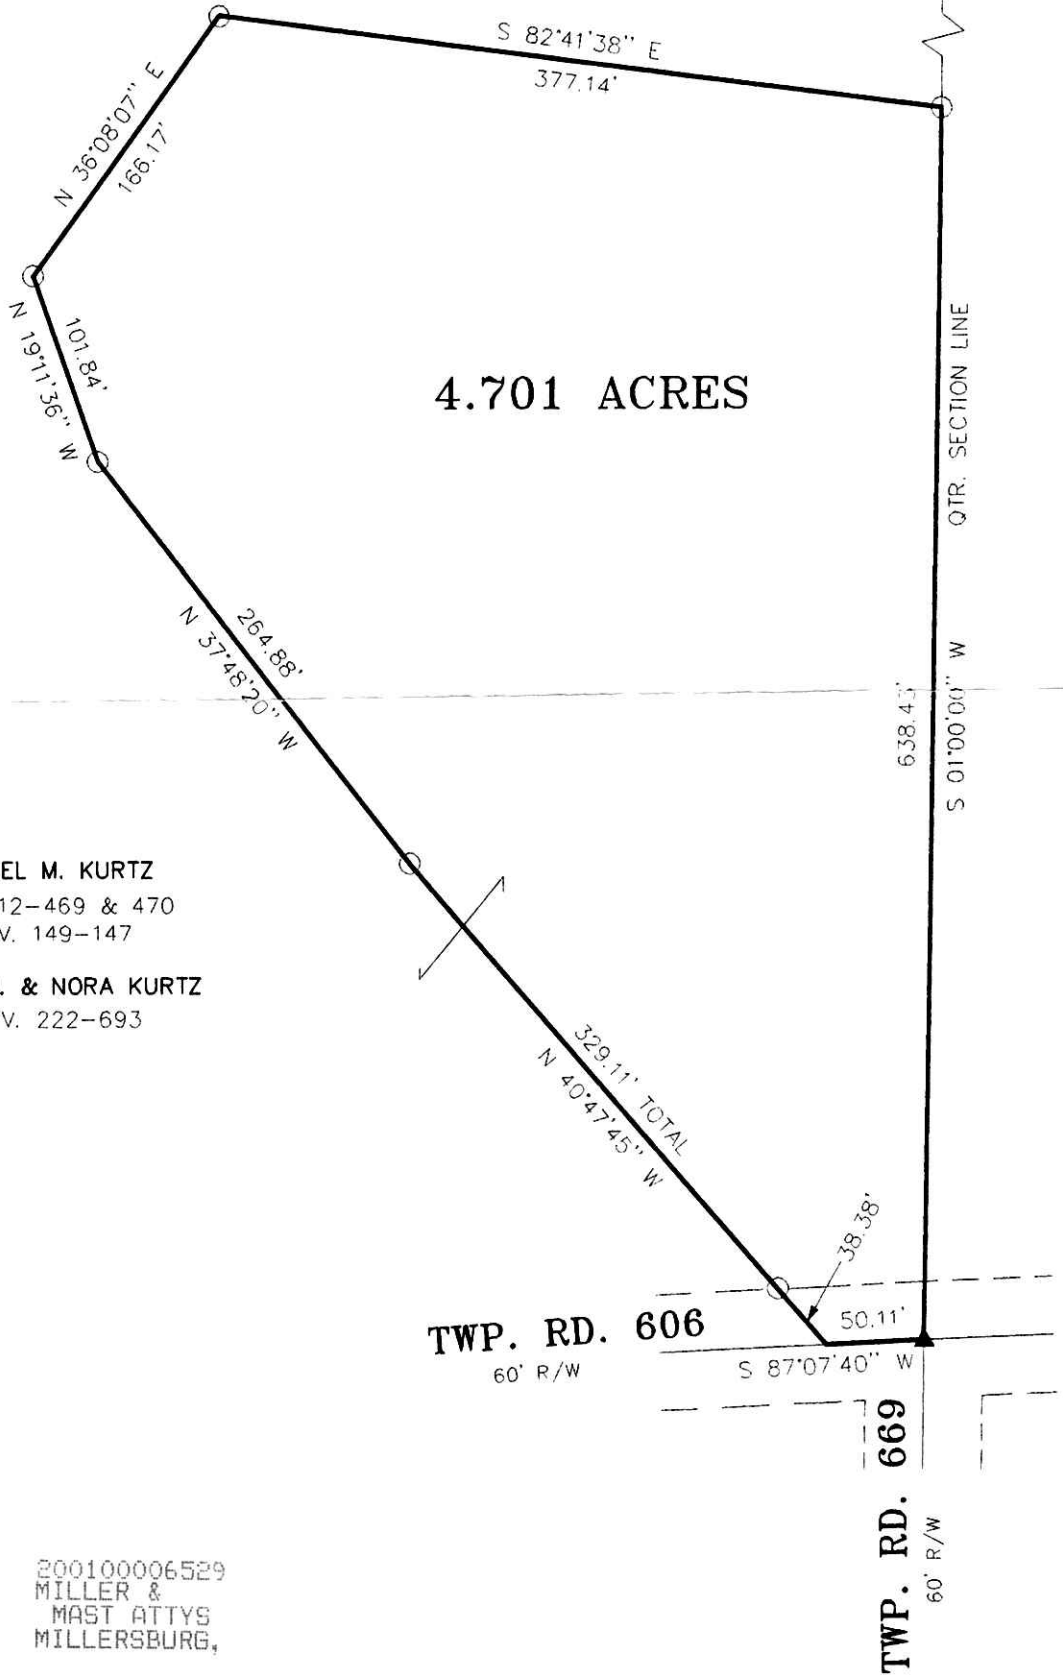 S 82°41'38" E
377.14'
N 36°08'07" E
166.17'
101.84'
N 19°11'36" W
4.701 ACRES
QTR. SECTION LINE
264.88'
N 37°48'20" W
638.43'
S 01°00'00" W
EL M. KURTZ
12-469 & 470
V. 149-147
. & NORA KURTZ
V. 222-693
329.11' TOTAL
N 40°47'45" W
38.38'
50.11'
TWP. RD. 606
60' R/W
S 87°07'40" W
TWP. RD. 669
60' R/W
200100006529
MILLER &
MAST ATTYS
MILLERSBURG,